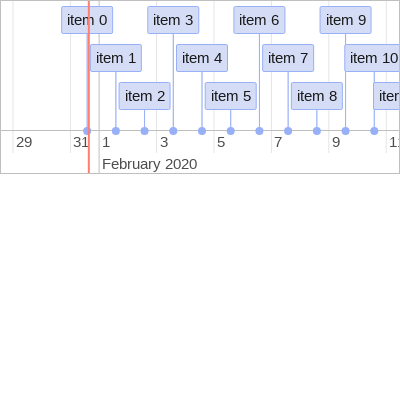 item 0 item 3 item 6 item 9
item 1 item 4 item 7 item 10
item 2 item 5 item 8
29 31 1 3 5 7 9
February 2020